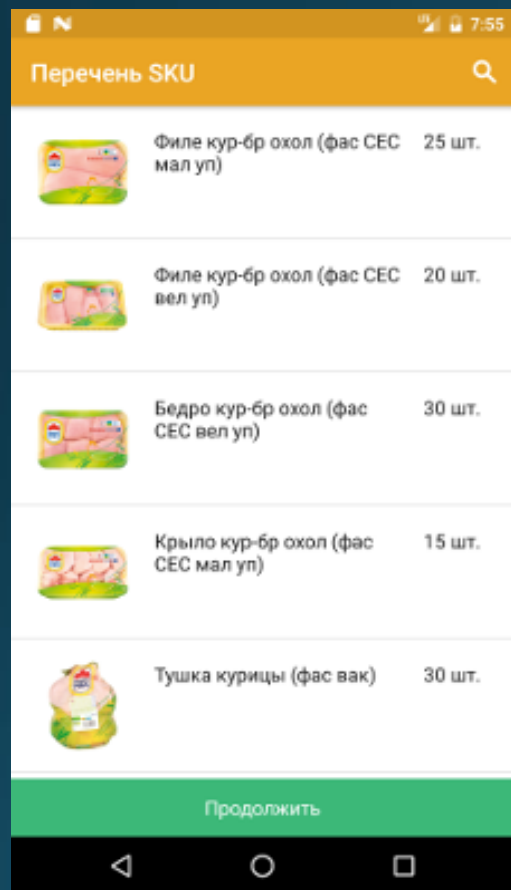 7:55
Перечень SKU
Филе кур-бр охол (фас СЕС
мал уп)
25 шт.
Филе кур-бр охол (фас СЕС
вел уп)
20 шт.
Бедро кур-бр охол (фас
СЕС вел уп)
30 шт.
Крыло кур-бр охол (фас
СЕС мал уп)
15 шт.
Тушка курицы (фас вак)
30 шт.
Продолжить